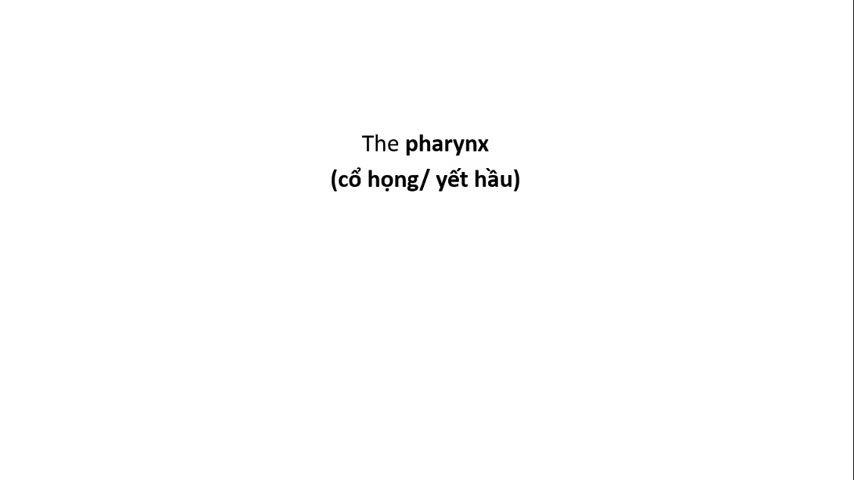 The pharynx
(cổ họng/ yết hầu)